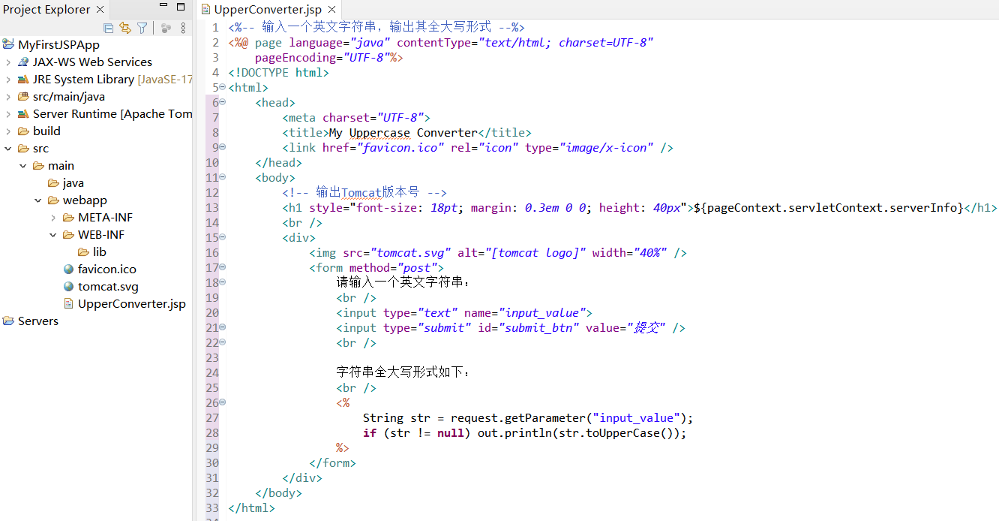 Project Explorer
MyFirstJSPApp
JAX-WS Web Services
JRE System Library [JavaSE-17
src/main/java
Server Runtime [Apache Tom
build
src
main
java
webapp
META-INF
WEB-INF
lib
favicon.ico
tomcat.svg
UpperConverter.jsp
Servers
UpperConverter.jsp
1 <%-- 输入一个英文字符串，输出其全大写形式 --%>
2 <%@ page language="java" contentType="text/html; charset=UTF-8"
3 pageEncoding="UTF-8"%>
4 <!DOCTYPE html>
5 <html>
6 <head>
7 <meta charset="UTF-8">
8 <title>My Uppercase Converter</title>
9 <link href="favicon.ico" rel="icon" type="image/x-icon" />
10 </head>
11 <body>
12 <!-- 输出Tomcat版本号 -->
13 <h1 style="font-size: 18pt; margin: 0.3em 0 0; height: 40px">${pageContext.servletContext.serverInfo}</h1>
14 <br />
15 <div>
16 <img src="tomcat.svg" alt="[tomcat logo]" width="40%" />
17 <form method="post">
18 请输入一个英文字符串：
19 <br />
20 <input type="text" name="input_value">
21 <input type="submit" id="submit_btn" value="提交" />
22 <br />
23
24 字符串全大写形式如下：
25 <br />
26 <%
27 String str = request.getParameter("input_value");
28 if (str != null) out.println(str.toUpperCase());
29 %>
30 </form>
31 </div>
32 </body>
33 </html>